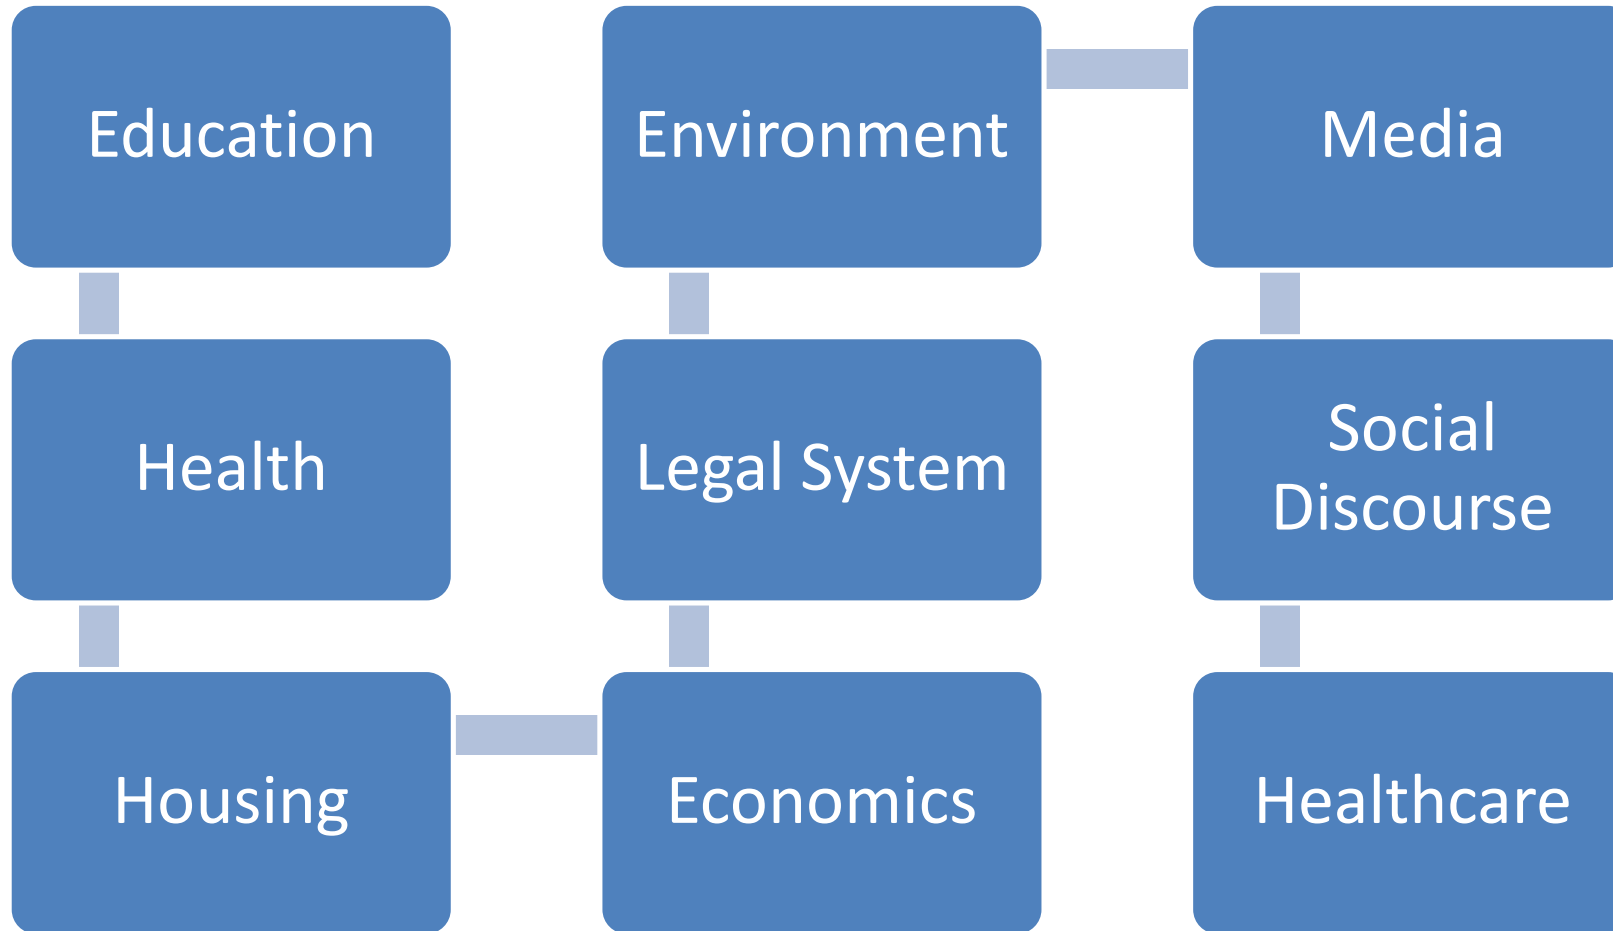 Education
Health
Housing
Economics
Legal System
Environment
Media
Social
Discourse
Healthcare